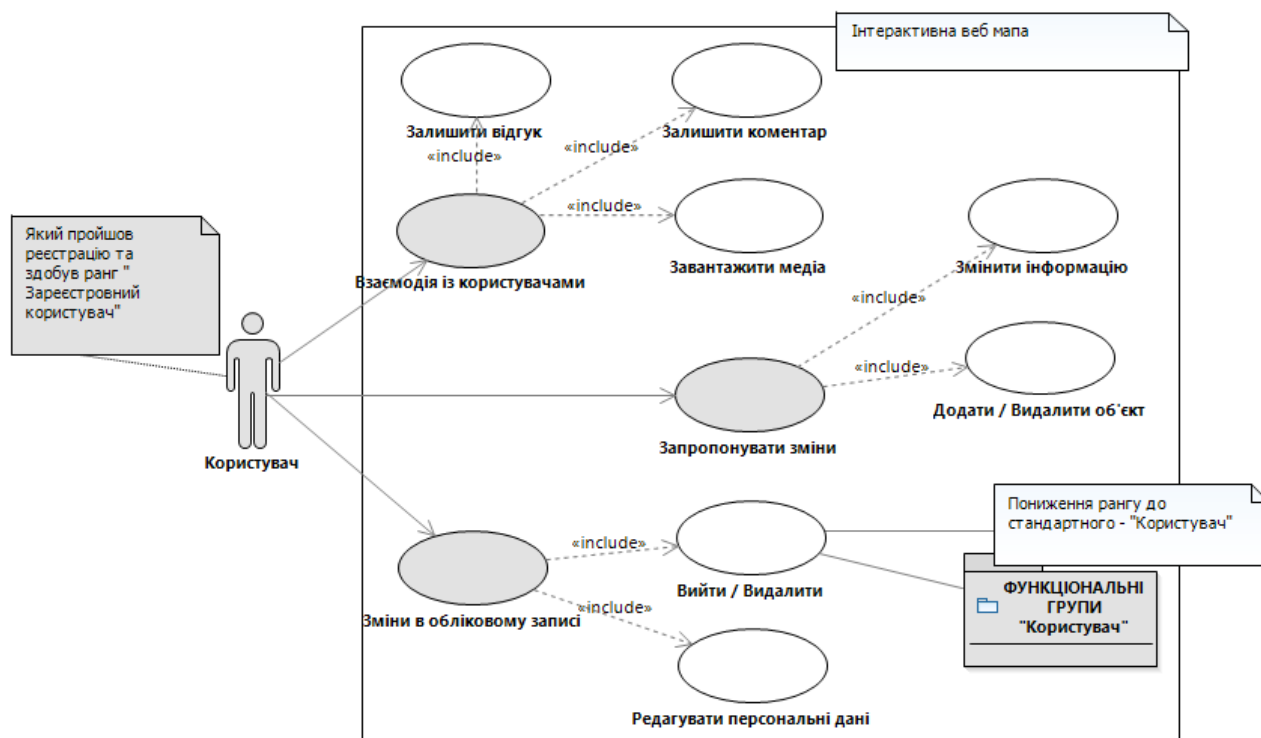 Інтерактивна веб мапа
Залишити відгук
Залишити коментар
«include»
«include»
«include»
Який пройшов
реєстрацію та
здобув ранг "
Зареєстровний
користувач"
Взаємодія із користувачами
Завантажити медіа
Змінити інформацію
«include»
«include»
Додати / Видалити об'єкт
Запропонувати зміни
Користувач
Пониження рангу до
стандартного - "Користувач"
«include»
Вийти / Видалити
ФУНКЦІОНАЛЬНІ
ГРУПИ
"Користувач"
«include»
Зміни в обліковому записі
Редагувати персональні дані